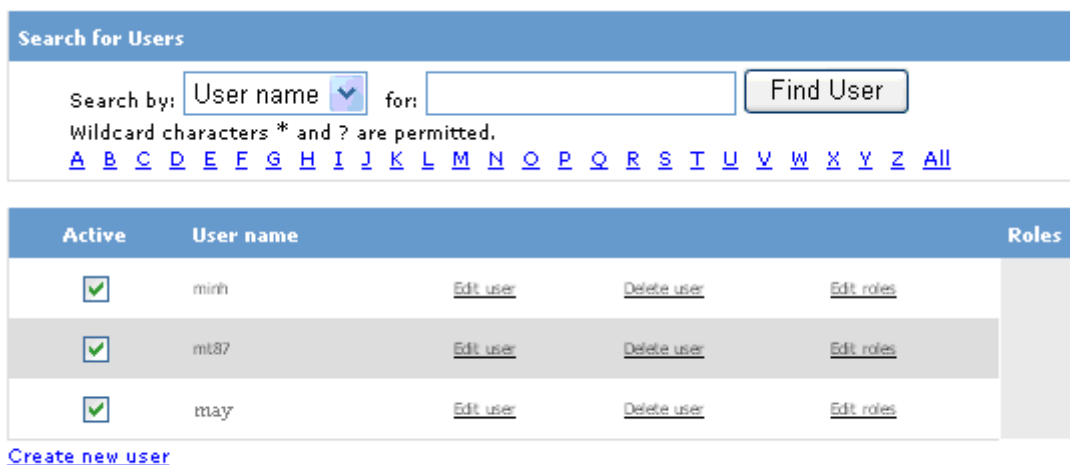 Search for Users
Search by: User name for: Find User
Wildcard characters * and ? are permitted.
A B C D E F G H I J K L M N O P Q R S T U V W X Y Z All
Active User name Roles
minh Edit user Delete user Edit roles
mt87 Edit user Delete user Edit roles
may Edit user Delete user Edit roles
Create new user